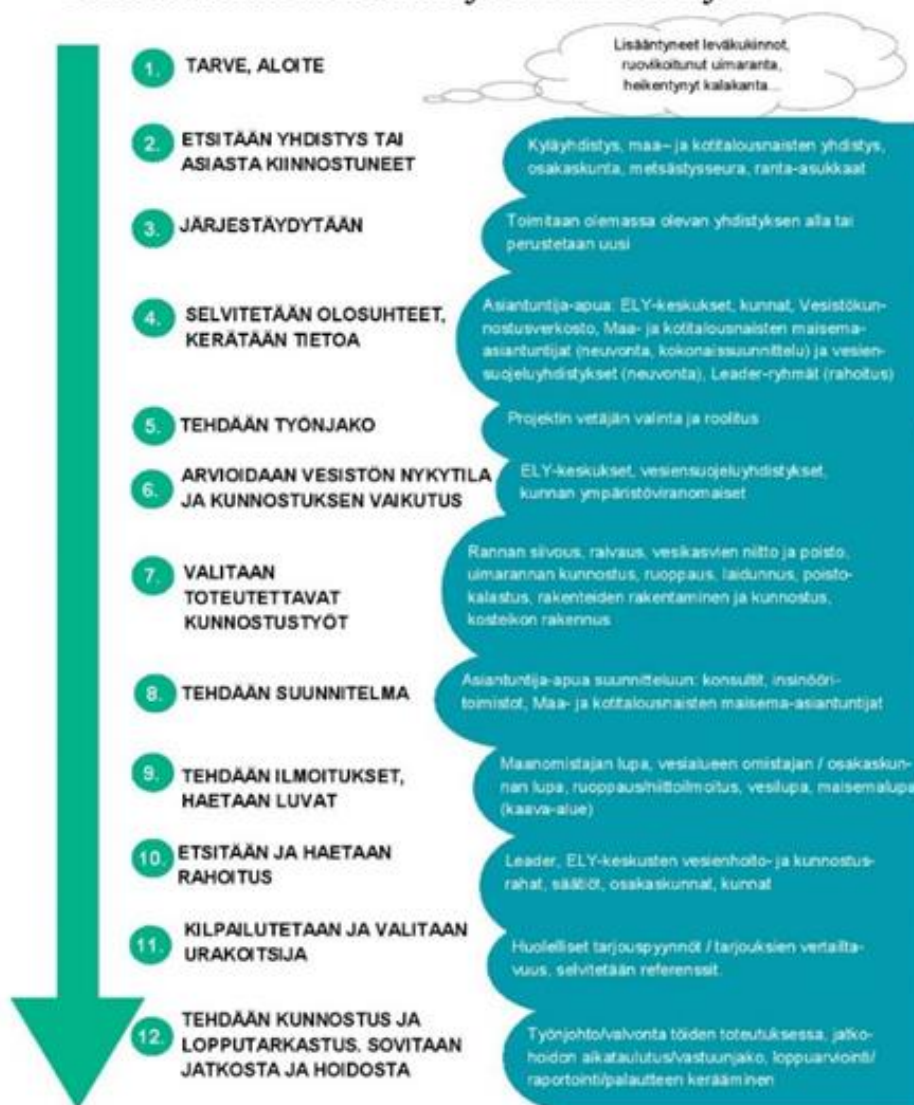 Lisääntyneet leväkukinnot,
ruovikoitunut uimaranta,
heikentynyt kalakanta...
1. TARVE, ALOITE
2. ETSITÄÄN YHDISTYS TAI
ASIASTA KIINNOSTUNEET
Kyläyhdistys, maa– ja kotitalousnaisten yhdistys,
osakaskunta, metsästysseura, ranta-asukkaat
3. JÄRJESTÄYDYTÄÄN
Toimitaan olemassa olevan yhdistyksen alla tai
perustetaan uusi
4. SELVITETÄÄN OLOSUHTEET,
KERÄTÄÄN TIETOA
Asiantuntija-apua: ELY-keskukset, kunnat, Vesistökun-
nostusverkosto, Maa- ja kotitalousnaisten maisema-
asiantuntijat (neuvonta, kokonaissuunnittelu) ja vesien-
suojeluyhdistykset (neuvonta), Leader-ryhmät (rahoitus)
5. TEHDÄÄN TYÖNJAKO
Projektin vetäjän valinta ja roolitus
6. ARVIOIDAAN VESISTÖN NYKYTILA
JA KUNNOSTUKSEN VAIKUTUS
ELY-keskukset, vesiensuojeluyhdistykset,
kunnan ympäristöviranomaiset
7. VALITAAN
TOTEUTETTAVAT
KUNNOSTUSTYÖT
Rannan siivous, raivaus, vesikasvien niitto ja poisto,
uimarannan kunnostus, ruoppaus, laidunnus, poisto-
kalastus, rakenteiden rakentaminen ja kunnostus,
kosteikon rakennus
8. TEHDÄÄN SUUNNITELMA
Asiantuntija-apua suunnitteluun: konsultit, insinööri-
toimistot, Maa- ja kotitalousnaisten maisema-asiantuntijat
9. TEHDÄÄN ILMOITUKSET,
HAETAAN LUVAT
Maanomistajan lupa, vesialueen omistajan / osakaskun-
nan lupa, ruoppaus/niittoilmoitus, vesilupa, maisemalupa
(kaava-alue)
10. ETSITÄÄN JA HAETAAN
RAHOITUS
Leader, ELY-keskusten vesienhoito- ja kunnostus-
rahat, säätiöt, osakaskunnat, kunnat
11. KILPAILUTETAAN JA VALITAAN
URAKOITSIJA
Huolelliset tarjouspyynnöt / tarjouksien vertailta-
vuus, selvitetään referenssit.
12. TEHDÄÄN KUNNOSTUS JA
LOPPUTARKASTUS. SOVITAAN
JATKOSTA JA HOIDOSTA
Työnjohto/valvonta töiden toteutuksessa, jatko-
hoidon aikataulutus/vastuunjako, loppuarviointi/
raportointi/palautteen kerääminen